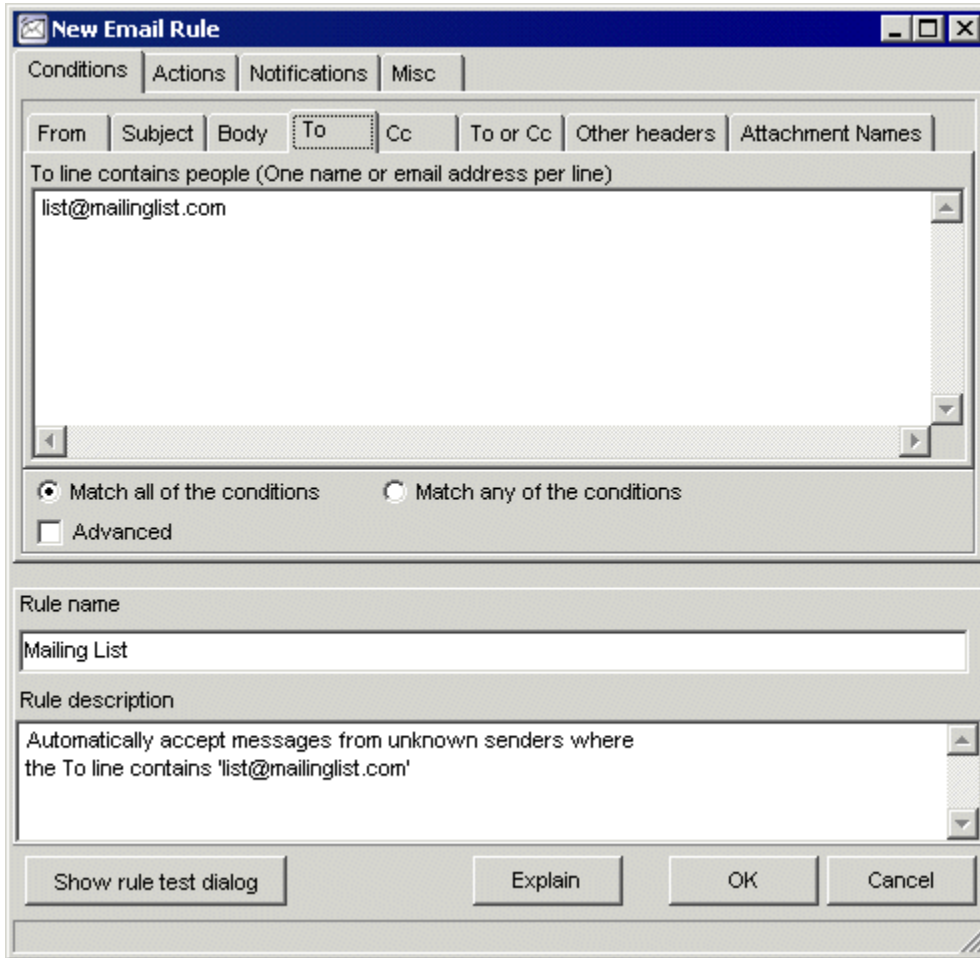 New Email Rule
Conditions Actions Notifications Misc
From Subject Body To Cc To or Cc Other headers Attachment Names
To line contains people (One name or email address per line)
list@mailinglist.com
Match all of the conditions Match any of the conditions
Advanced
Rule name
Mailing List
Rule description
Automatically accept messages from unknown senders where
the To line contains 'list@mailinglist.com'
Show rule test dialog Explain OK Cancel